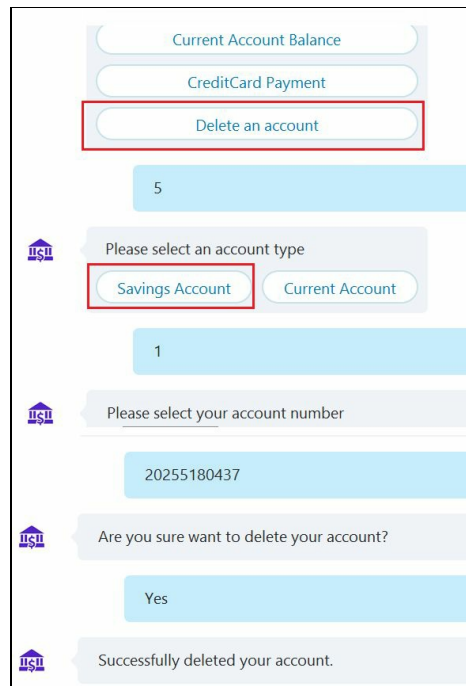 Current Account Balance
CreditCard Payment
Delete an account
5
Please select an account type
Savings Account Current Account
1
Please select your account number
20255180437
Are you sure want to delete your account?
Yes
Successfully deleted your account.